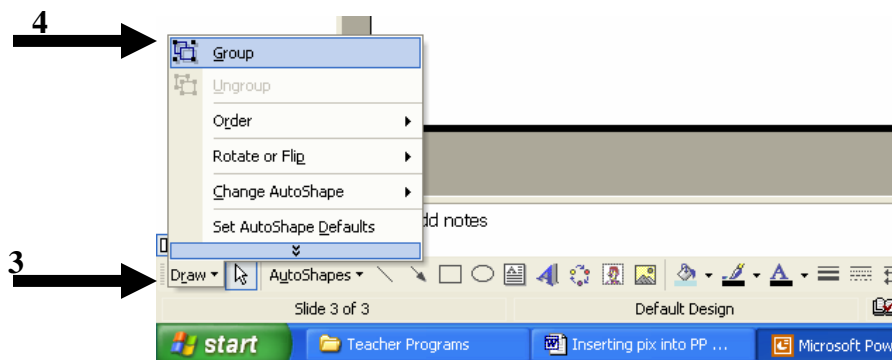 4
Group
Ungroup
Order
Rotate or Flip
Change AutoShape
Set AutoShape Defaults
dd notes
3
Draw AutoShapes A A
Slide 3 of 3 Default Design
start Teacher Programs Inserting pix into PP ... Microsoft Pow